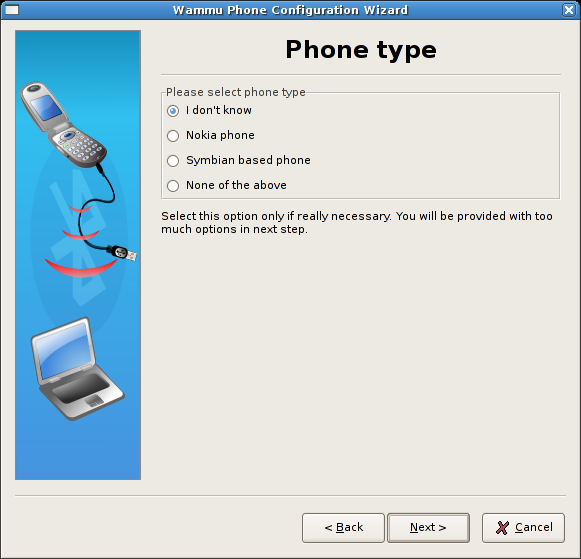 Wammu Phone Configuration Wizard
Phone type
Please select phone type
I don't know
Nokia phone
Symbian based phone
None of the above
Select this option only if really necessary. You will be provided with too
much options in next step.
< Back
Next >
Cancel